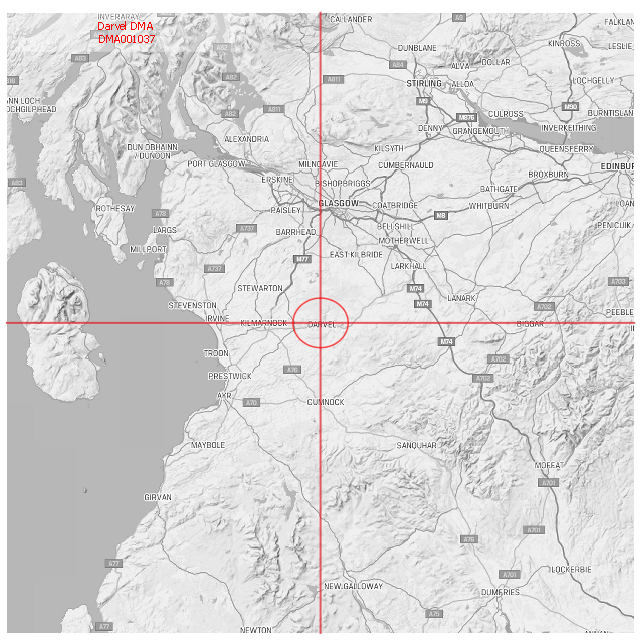 INVERARAY
Darvel DMA
DMA001037
CALLANDER
A9
FALKLAN
KINROSS
LESLIE
DUNBLANE
A82
A83
A84
ALVA
DOLLAR
A82
A811
STIRLING
ALLOA
LOCHGELLY
NN LOCH
OCHGILPHEAD
A82
A811
M9
M876
CULROSS
M90
BURNTISLAN
DENNY
GRANGEMOUTH
INVERKEITHING
ALEXANDRIA
KILSYTH
QUEENSFERRY
DUN OBHAINN
/ DUNOON
PORT GLASGOW
MILNGAVIE
CUMBERNAULD
EDINBUR
BROXBURN
A83
ERSKINE
BISHOPBRIGGS
BATHGATE
ROTHESAY
A78
PAISLEY
GLASGOW
COATBRIDGE
M8
WHITBURN
LARGS
A737
BARRHEAD
BELLSHILL
PENICUIK
MOTHERWELL
MILLPORT
M77
EAST KILBRIDE
A737
LARKHALL
A78
STEWARTON
M74
A703
LANARK
STEVENSTON
M74
A702
PEEBLE
IRVINE
KILMARNOCK
DARVEL
BIGGAR
TROON
M74
A702
PRESTWICK
A76
A702
AYR
A70
CUMNOCK
MAYBOLE
SANQUHAR
MOFFAT
A701
GIRVAN
A701
A76
A77
LOCKERBIE
A701
NEW GALLOWAY
DUMFRIES
A75
A77
NEWTON